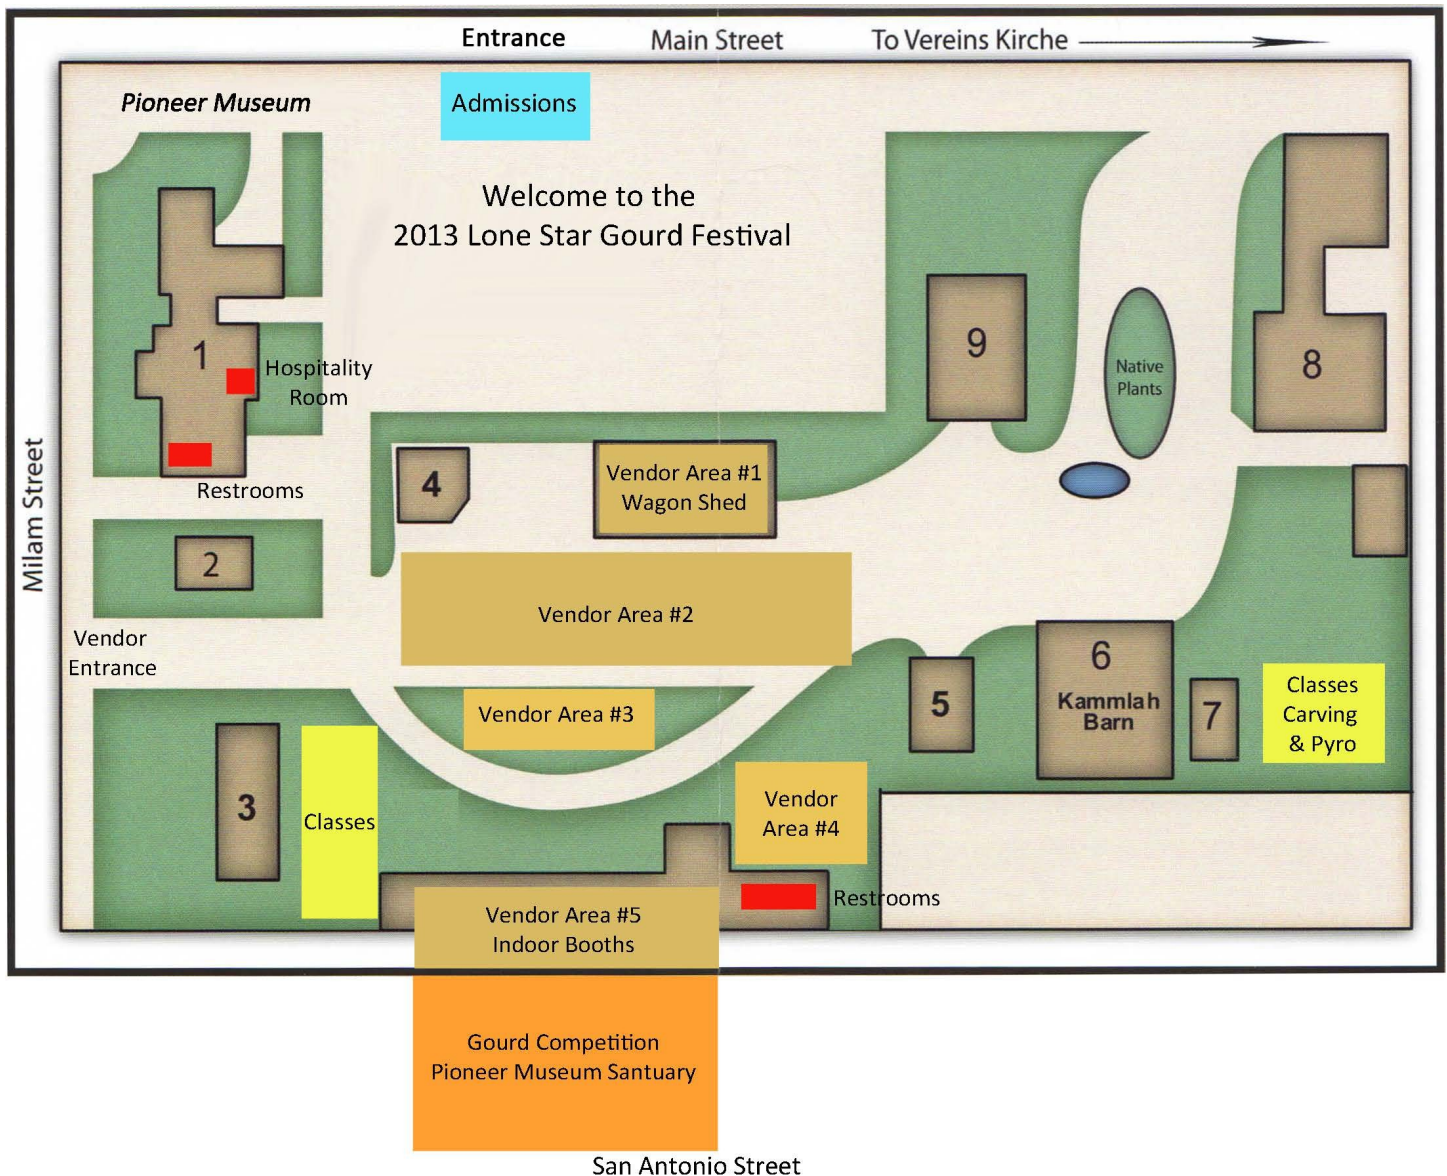 Entrance
Main Street
To Vereins Kirche
Pioneer Museum
Admissions
Welcome to the
2013 Lone Star Gourd Festival
1
Hospitality
Room
Restrooms
9
Native
Plants
8
Milam Street
4
Vendor Area #1
Wagon Shed
2
Vendor Area #2
Vendor
Entrance
Vendor Area #3
5
6
Kammlah
Barn
7
Classes
Carving
& Pyro
3
Classes
Vendor
Area #4
Restrooms
Vendor Area #5
Indoor Booths
Gourd Competition
Pioneer Museum Santuary
San Antonio Street